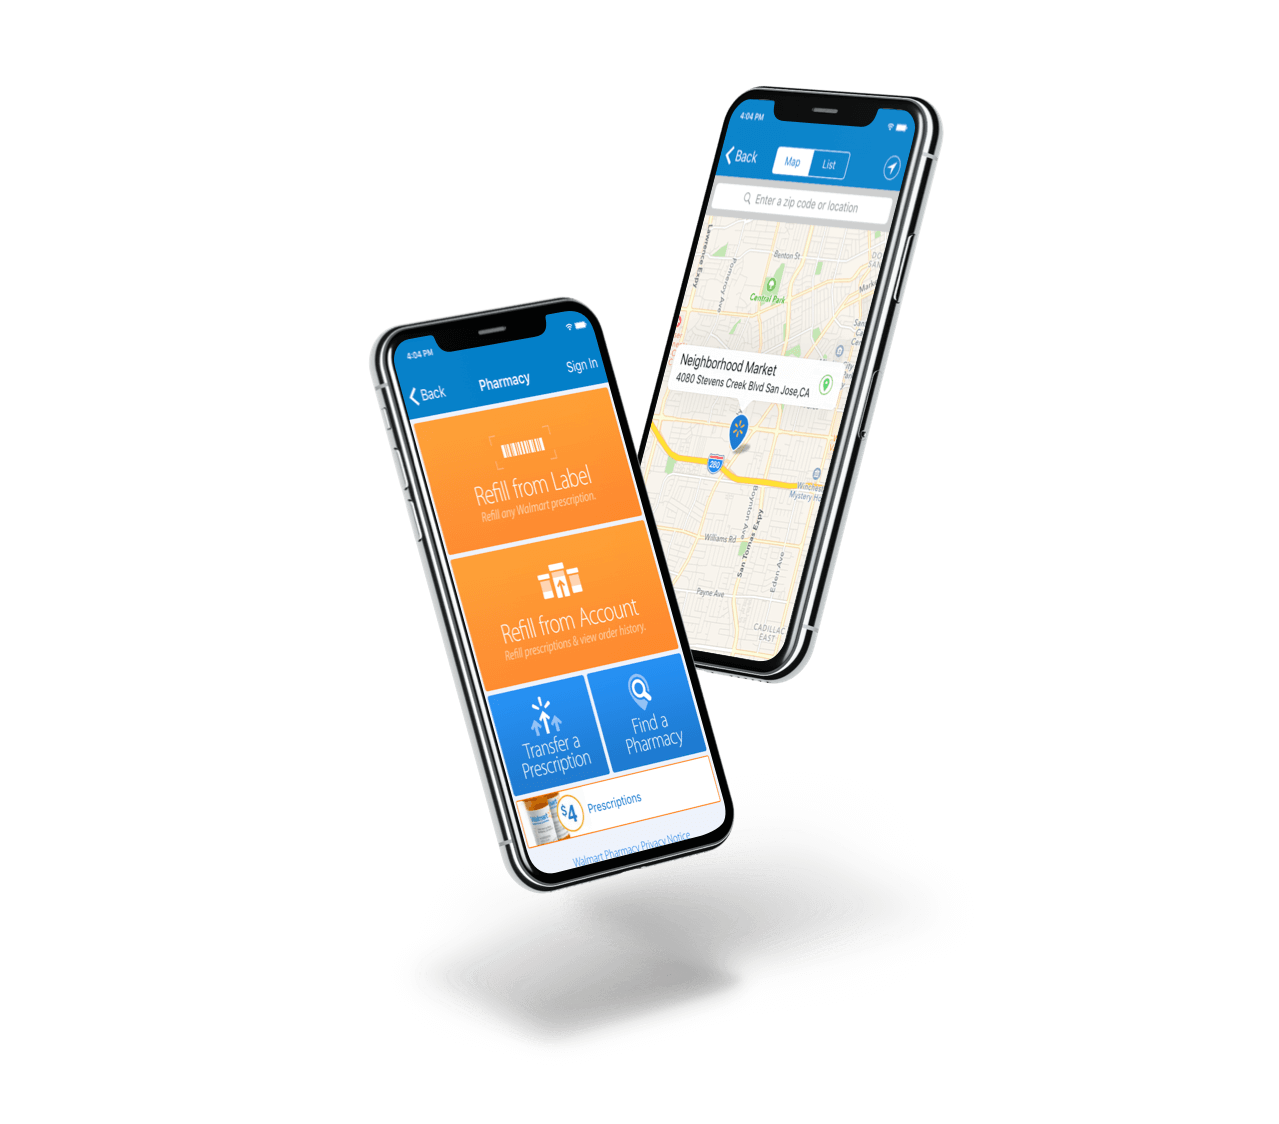 4:04 PM
Back
Map
List
Enter a zip code or location
Lawrence Expy
Pomeroy Ave
Benton St
Central Park
Neighborhood Market
4080 Stevens Creek Blvd San Jose,CA
280
Winchest
Mystery Ho
Boynton Ave
San Tomas Expy
Williams Rd
Eden Ave
Payne Ave
CADILLAC
EAST
4:04 PM
Back
Pharmacy
Sign In
Refill from Label
Refill any Walmart prescription.
Refill from Account
Refill prescriptions & view order history.
Transfer a
Prescription
Find a
Pharmacy
Walmart
$4
Prescriptions
Walmart Pharmacy Privacy Notice